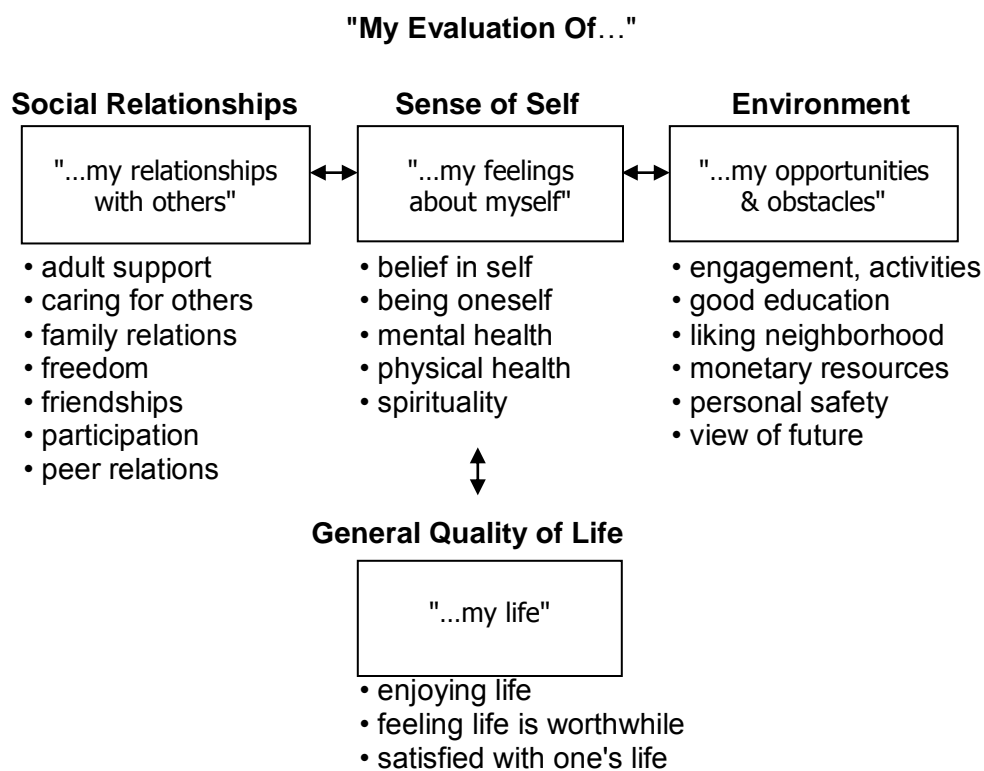 "My Evaluation Of…"
Social Relationships
"...my relationships
with others"
• adult support
• caring for others
• family relations
• freedom
• friendships
• participation
• peer relations
Sense of Self
"...my feelings
about myself"
• belief in self
• being oneself
• mental health
• physical health
• spirituality
Environment
"...my opportunities
& obstacles"
• engagement, activities
• good education
• liking neighborhood
• monetary resources
• personal safety
• view of future
General Quality of Life
"...my life"
• enjoying life
• feeling life is worthwhile
• satisfied with one's life